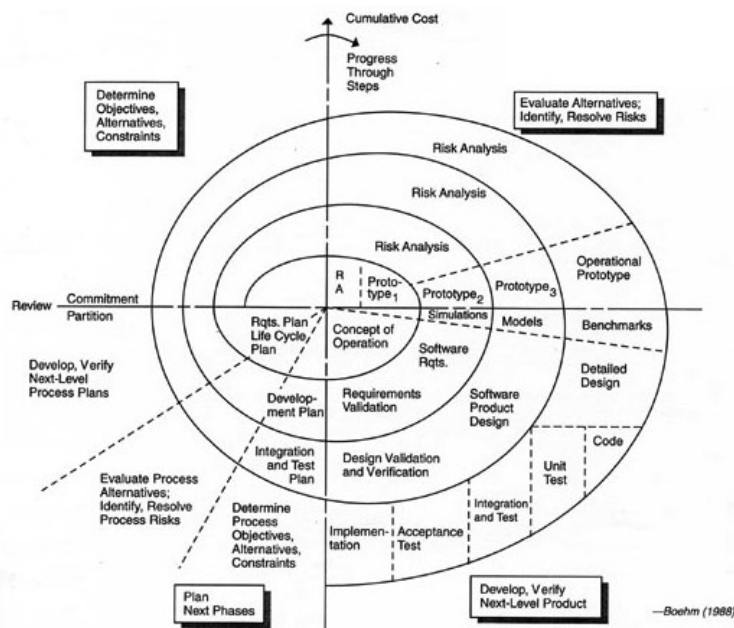 Cumulative Cost
Progress
Through
Steps
Determine
Objectives,
Alternatives,
Constraints
Evaluate Alternatives;
Identify, Resolve Risks
Risk Analysis
Risk Analysis
Risk Analysis
Operational
Prototype
R
A
Proto-
type1
Prototype2
Prototype3
Review
Commitment
Partition
Simulations
Models
Benchmarks
Rqts. Plan
Life Cycle
Plan
Concept of
Operation
Software
Rqts.
Detailed
Design
Develop, Verify
Next-Level
Process Plans
Develop-
ment Plan
Requirements
Validation
Software
Product
Design
Code
Unit
Test
Integration
and Test
Plan
Design Validation
and Verification
Evaluate Process
Alternatives;
Identify, Resolve
Process Risks
Determine
Process
Objectives,
Alternatives,
Constraints
Implemen-
tation
Acceptance
Test
Integration
and Test
Plan
Next Phases
Develop, Verify
Next-Level Product
—Boehm (1988)